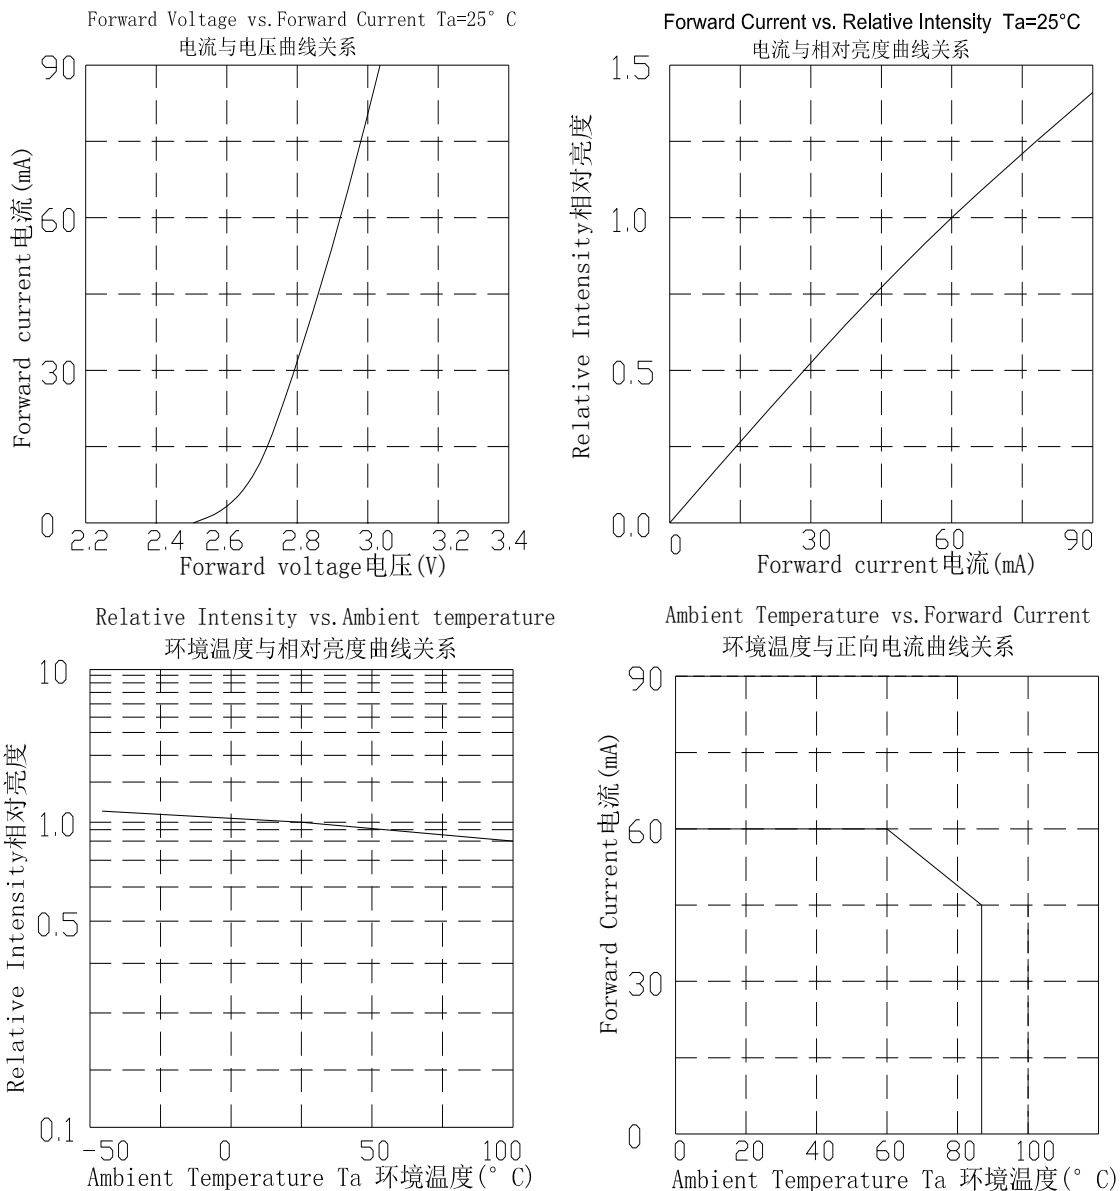 Forward Voltage vs.Forward Current Ta=25° C
电流与电压曲线关系
90
60
30
0
Forward current电流(mA)
2.2 2.4 2.6 2.8 3.0 3.2 3.4
Forward voltage电压(V)
Forward Current vs. Relative Intensity Ta=25°C
电流与相对亮度曲线关系
1.5
1.0
0.5
0.0
Relative Intensity相对亮度
0 30 60 90
Forward current电流(mA)
Relative Intensity vs.Ambient temperature
环境温度与相对亮度曲线关系
10
1.0
0.5
0.1
Relative Intensity相对亮度
-50 0 50 100
Ambient Temperature Ta 环境温度(° C)
Ambient Temperature vs.Forward Current
环境温度与正向电流曲线关系
90
60
30
0
Forward Current电流(mA)
0 20 40 60 80 100
Ambient Temperature Ta 环境温度(° C)